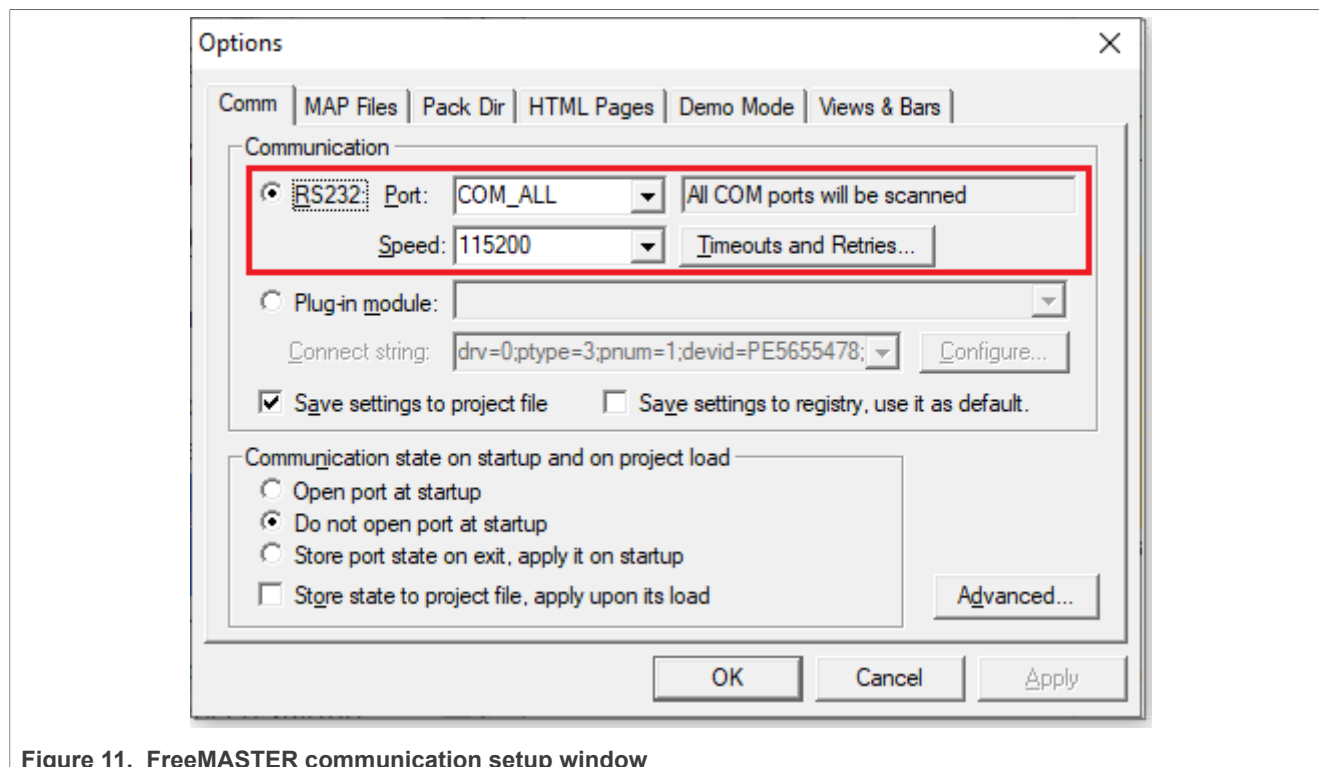 Options
Comm MAP Files Pack Dir HTML Pages Demo Mode Views & Bars
Communication
RS232: Port: COM_ALL All COM ports will be scanned
Speed: 115200 Timeouts and Retries...
Plug-in module:
Connect string: drv=0;ptype=3;pnum=1;devid=PE5655478; Configure...
Save settings to project file Save settings to registry, use it as default.
Communication state on startup and on project load
Open port at startup
Do not open port at startup
Store port state on exit, apply it on startup
Store state to project file, apply upon its load Advanced...
OK Cancel Apply
Figure 11. FreeMASTER communication setup window